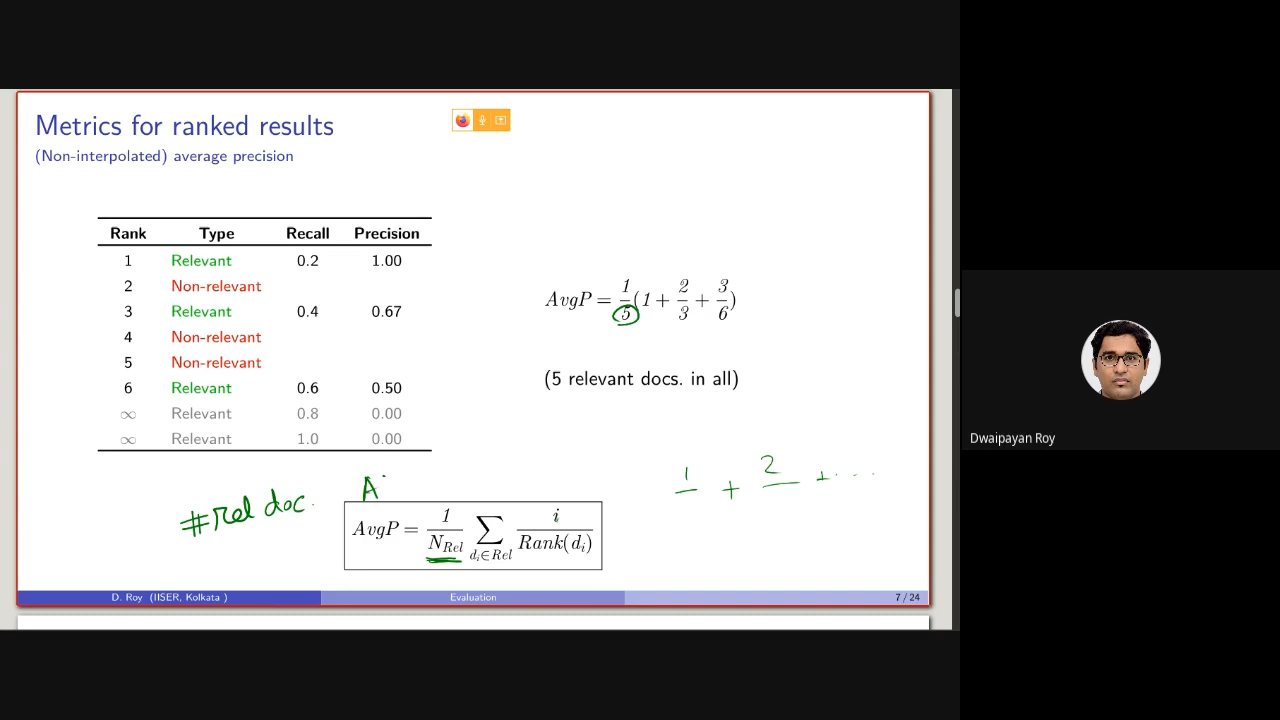 Metrics for ranked results
(Non-interpolated) average precision
Rank Type Recall Precision
1 Relevant 0.2 1.00
2 Non-relevant
3 Relevant 0.4 0.67
4 Non-relevant
5 Non-relevant
6 Relevant 0.6 0.50
∞ Relevant 0.8 0.00
∞ Relevant 1.0 0.00
AvgP = 1/5(1 + 2/3 + 3/6)
(5 relevant docs. in all)
1/ + 2/ + ....
#rel doc.
A
AvgP = 1/N_Rel ∑_{d_i∈Rel} i/Rank(d_i)
D. Roy (IISER, Kolkata )
Evaluation
7 / 24
Dwaipayan Roy